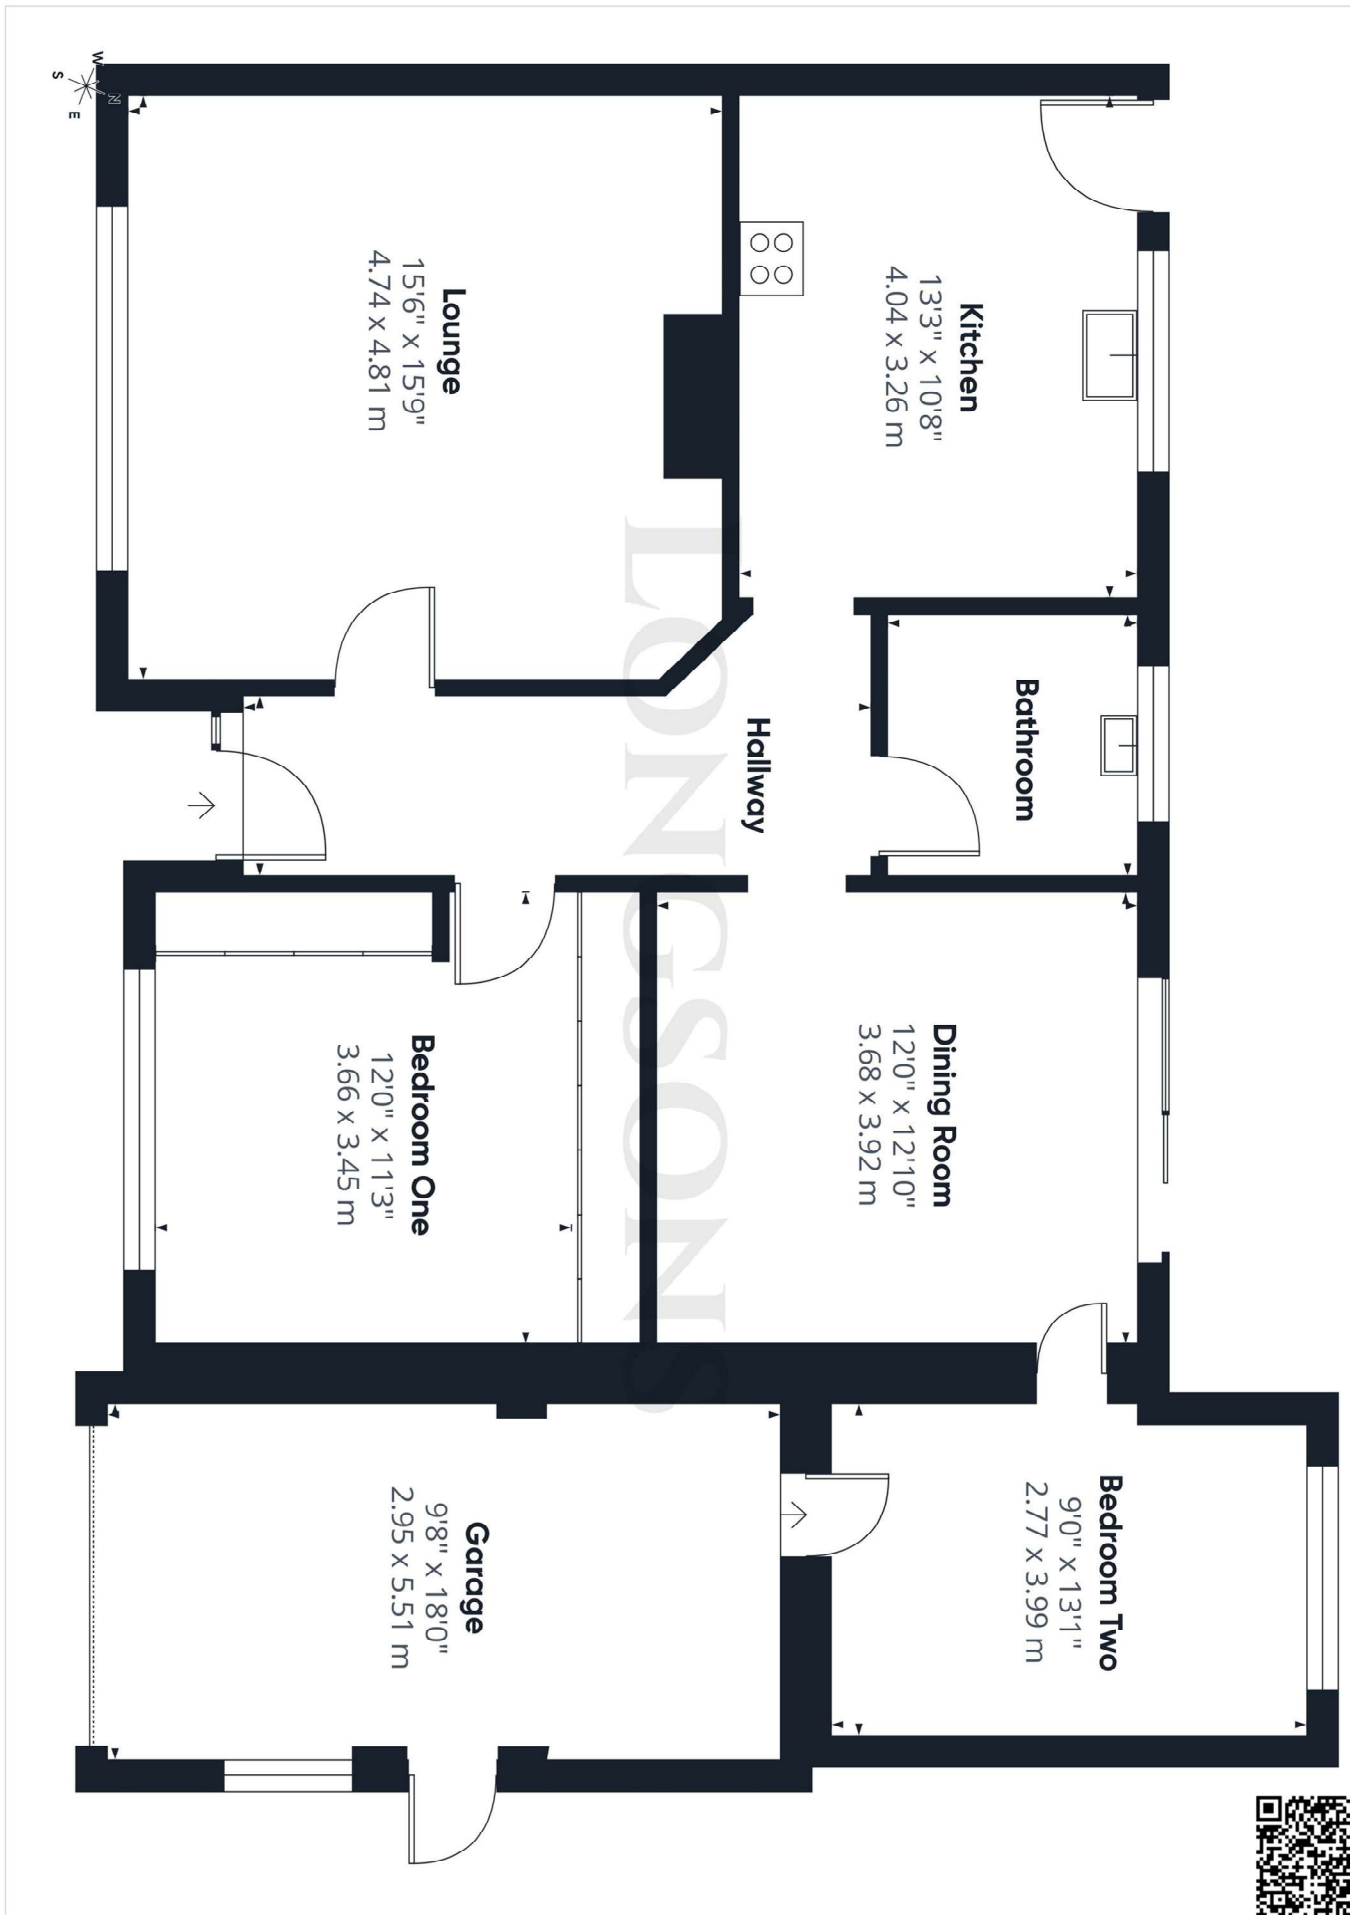 Kitchen
13'3" x 10'8"
4.04 x 3.26 m
Bathroom
Dining Room
12'0" x 12'10"
3.68 x 3.92 m
Bedroom Two
9'0" x 13'1"
2.77 x 3.99 m
Hallway
LONGSONS
Lounge
15'6" x 15'9"
4.74 x 4.81 m
Bedroom One
12'0" x 11'3"
3.66 x 3.45 m
Garage
9'8" x 18'0"
2.95 x 5.51 m
N
W
E
S